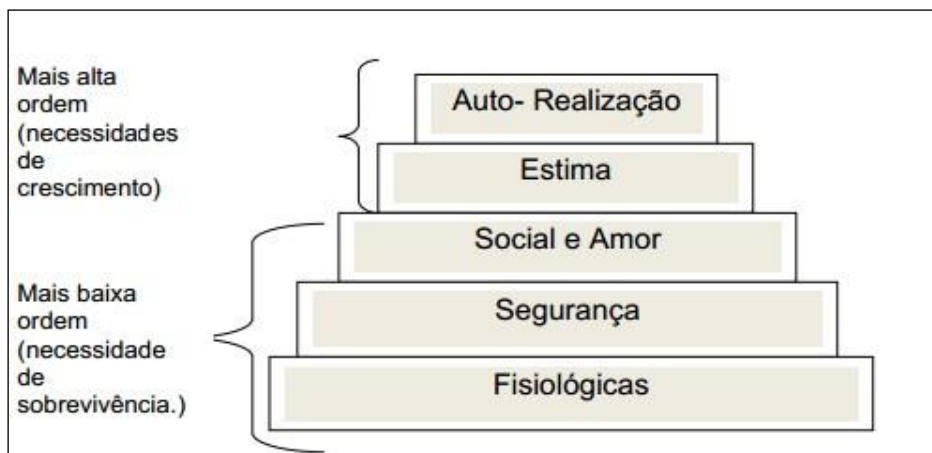 Mais alta
ordem
(necessidades
de
crescimento)
Auto- Realização
Estima
Social e Amor
Mais baixa
ordem
(necessidade
de
sobrevivência.)
Segurança
Fisiológicas